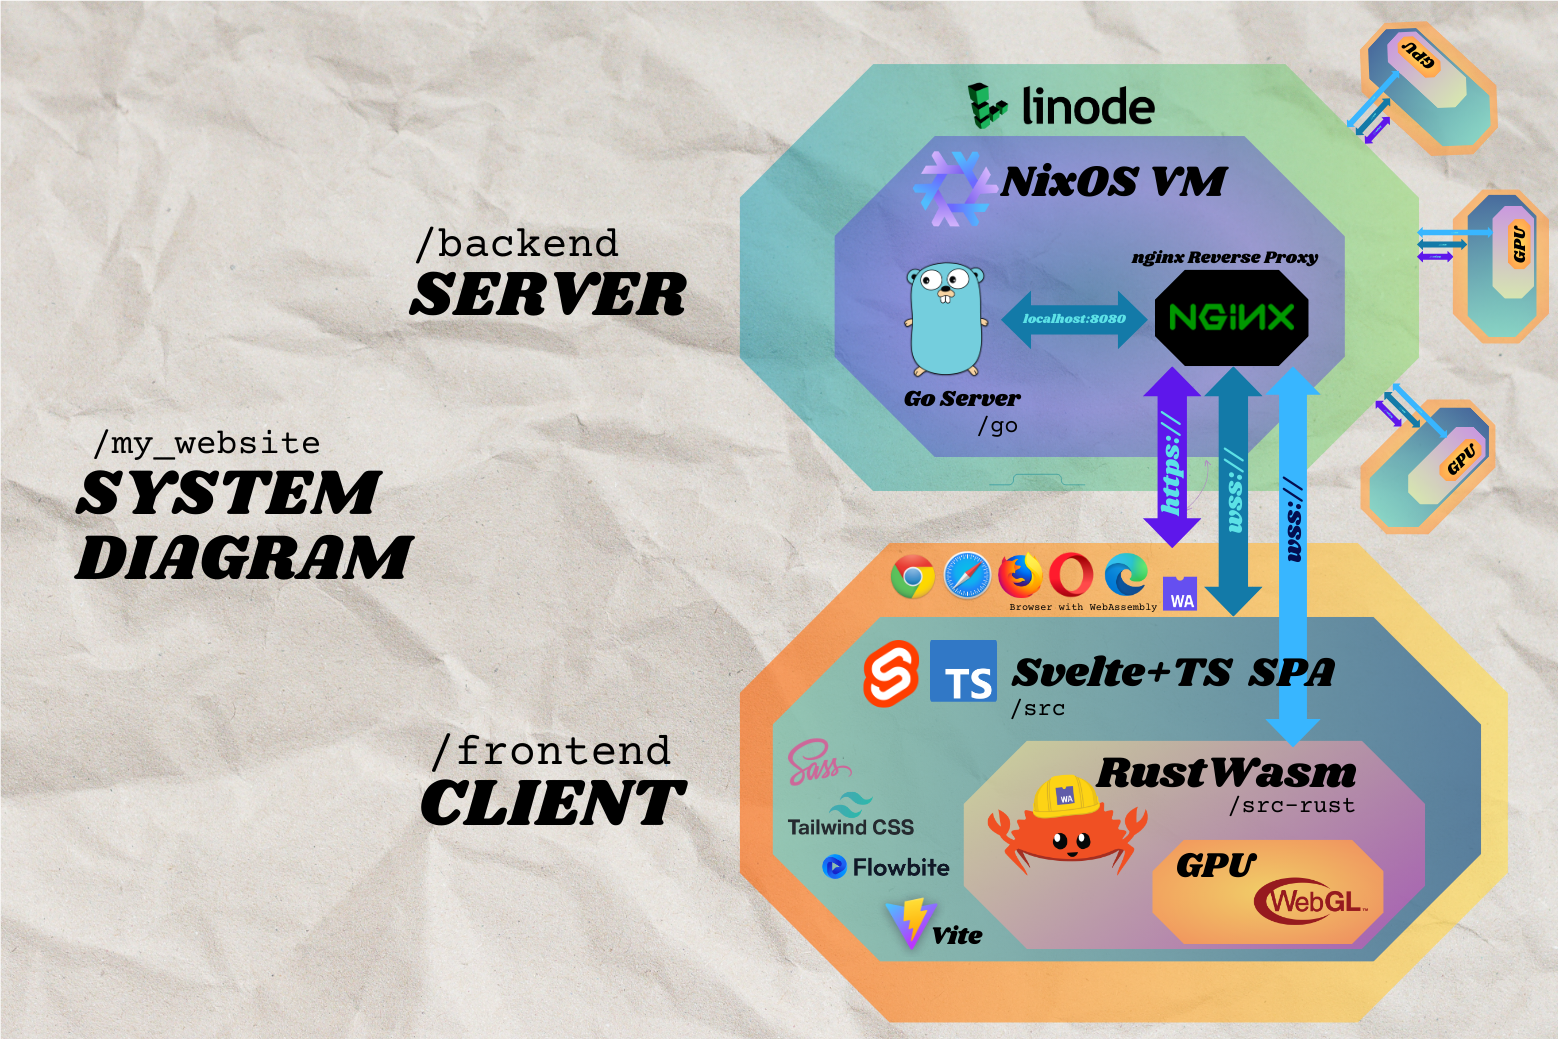 /my_website
SYSTEM
DIAGRAM
/backend
SERVER
linode
NixOS VM
nginx Reverse Proxy
NGINX
localhost:8080
Go Server
/go
https://
wss://
wss://
/frontend
CLIENT
Browser with WebAssembly
WA
TS
Svelte+TS SPA
/src
Sass
Tailwind CSS
Flowbite
Vite
RustWasm
/src-rust
WA
GPU
WebGL™
GPU
GPU
GPU